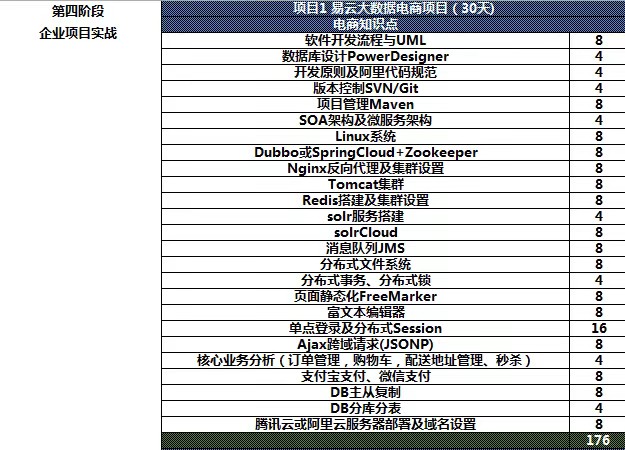 第四阶段
企业项目实战
项目1 易云大数据电商项目（30天）
电商知识点
软件开发流程与UML 8
数据库设计PowerDesigner 4
开发原则及阿里代码规范 4
版本控制SVN/Git 4
项目管理Maven 8
SOA架构及微服务架构 4
Linux系统 8
Dubbo或SpringCloud+Zookeeper 8
Nginx反向代理及集群设置 8
Tomcat集群 8
Redis搭建及集群设置 8
solr服务搭建 4
solrCloud 8
消息队列JMS 8
分布式文件系统 8
分布式事务、分布式锁 4
页面静态化FreeMarker 8
富文本编辑器 8
单点登录及分布式Session 16
Ajax跨域请求(JSONP) 8
核心业务分析（订单管理，购物车，配送地址管理、秒杀） 4
支付宝支付、微信支付 8
DB主从复制 8
DB分库分表 4
腾讯云或阿里云服务器部署及域名设置 8
176